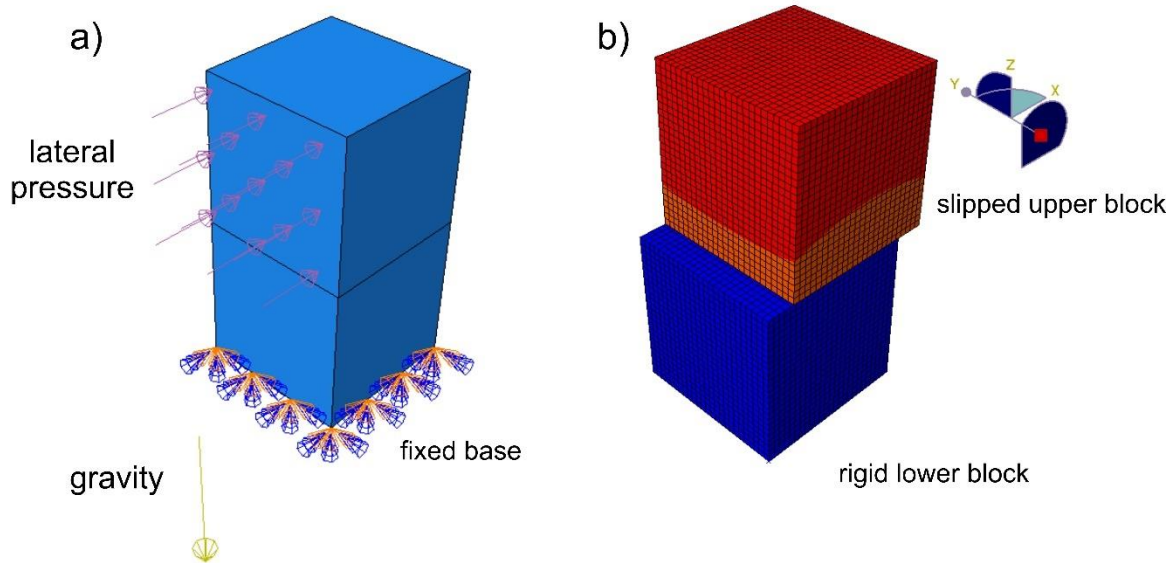 a)
lateral
pressure
gravity
fixed base
b)
Z
Y
X
slipped upper block
rigid lower block